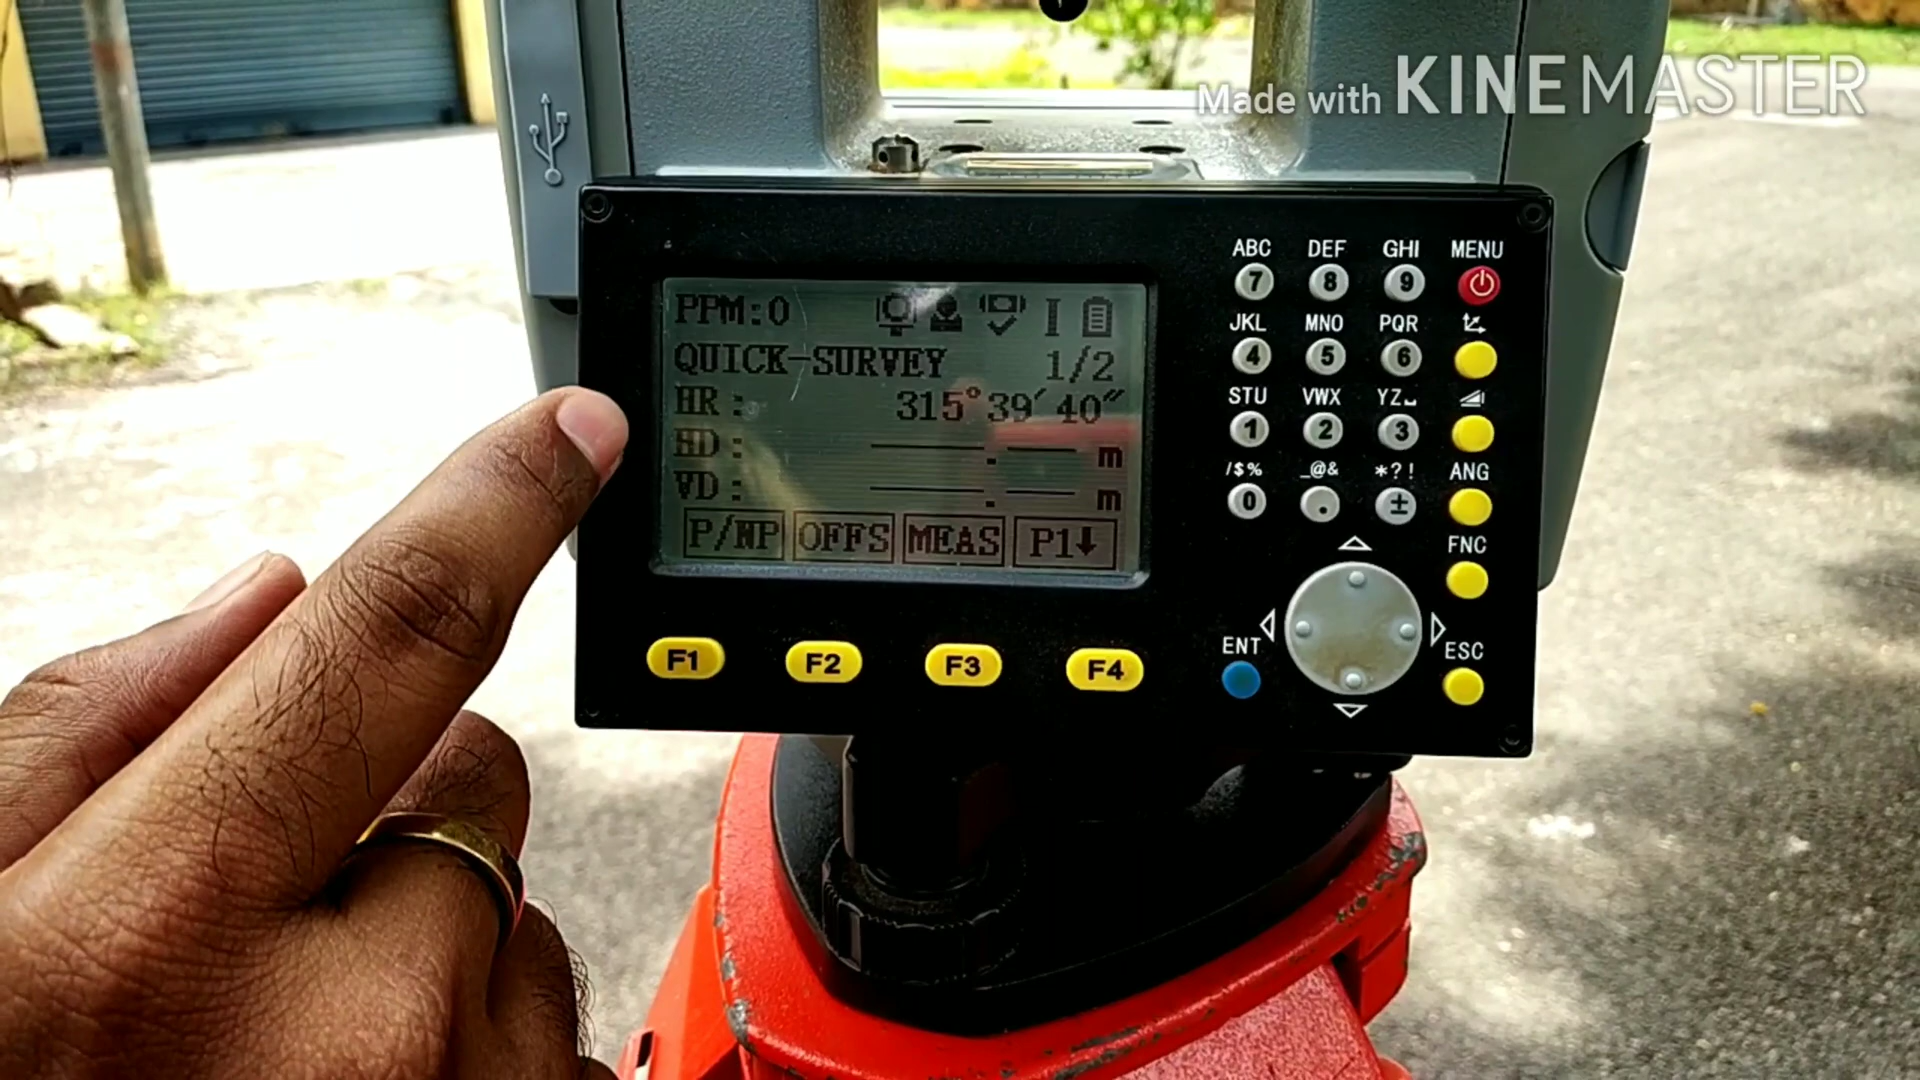 Made with KINEMASTER
PPM:0
QUICK-SURVEY 1/2
HR : 315°39′40″
HD : ----.--- m
VD : ----.--- m
P/NP OFFS MEAS P1↓
F1 F2 F3 F4
ABC DEF GHI MENU
7 8 9
JKL MNO PQR
4 5 6
STU VWX YZ␣
1 2 3
/$% _@& *?! ANG
0 . ±
FNC
ENT ESC